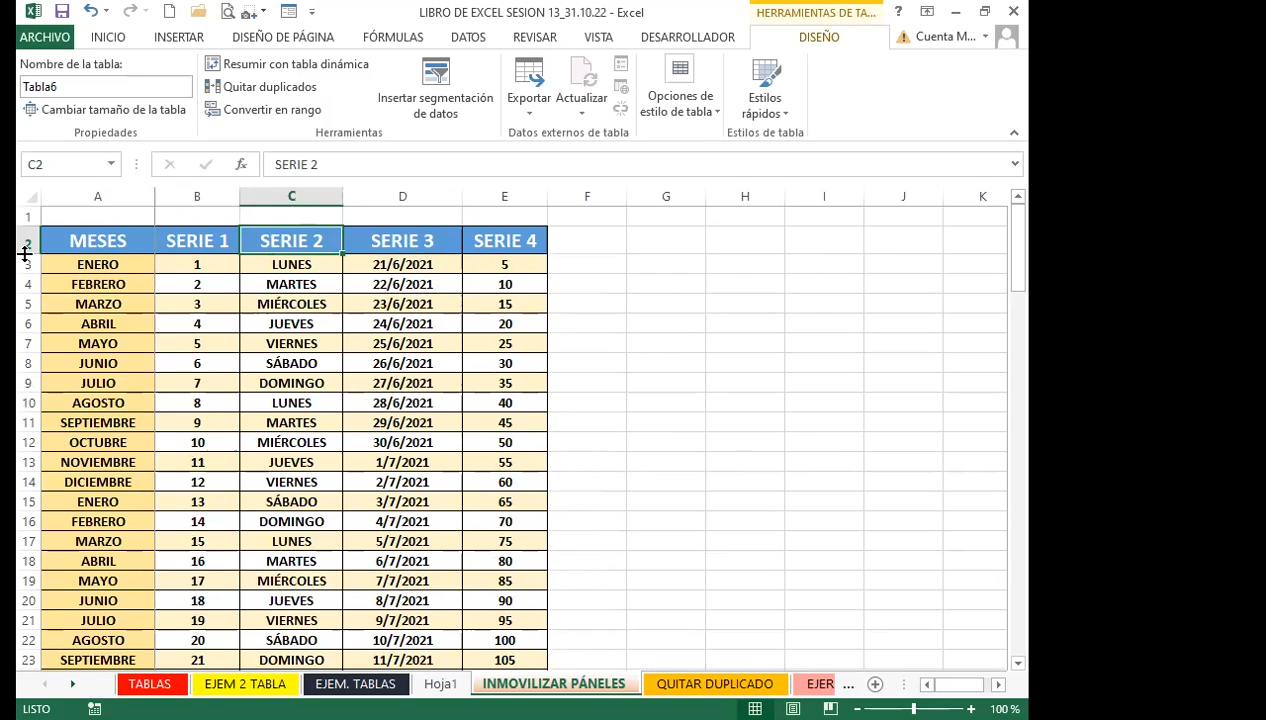 LIBRO DE EXCEL SESION 13_31.10.22 - Excel
HERRAMIENTAS DE TA...
ARCHIVO INICIO INSERTAR DISEÑO DE PÁGINA FÓRMULAS DATOS REVISAR VISTA DESARROLLADOR DISEÑO Cuenta M...
Nombre de la tabla:
Tabla6
Cambiar tamaño de la tabla
Propiedades
Resumir con tabla dinámica
Quitar duplicados
Convertir en rango
Insertar segmentación
de datos
Herramientas
Exportar Actualizar
Datos externos de tabla
Opciones de
estilo de tabla
Estilos
rápidos
Estilos de tabla
C2 fx SERIE 2
A B C D E F G H I J K
1
2 MESES SERIE 1 SERIE 2 SERIE 3 SERIE 4
3 ENERO 1 LUNES 21/6/2021 5
4 FEBRERO 2 MARTES 22/6/2021 10
5 MARZO 3 MIÉRCOLES 23/6/2021 15
6 ABRIL 4 JUEVES 24/6/2021 20
7 MAYO 5 VIERNES 25/6/2021 25
8 JUNIO 6 SÁBADO 26/6/2021 30
9 JULIO 7 DOMINGO 27/6/2021 35
10 AGOSTO 8 LUNES 28/6/2021 40
11 SEPTIEMBRE 9 MARTES 29/6/2021 45
12 OCTUBRE 10 MIÉRCOLES 30/6/2021 50
13 NOVIEMBRE 11 JUEVES 1/7/2021 55
14 DICIEMBRE 12 VIERNES 2/7/2021 60
15 ENERO 13 SÁBADO 3/7/2021 65
16 FEBRERO 14 DOMINGO 4/7/2021 70
17 MARZO 15 LUNES 5/7/2021 75
18 ABRIL 16 MARTES 6/7/2021 80
19 MAYO 17 MIÉRCOLES 7/7/2021 85
20 JUNIO 18 JUEVES 8/7/2021 90
21 JULIO 19 VIERNES 9/7/2021 95
22 AGOSTO 20 SÁBADO 10/7/2021 100
23 SEPTIEMBRE 21 DOMINGO 11/7/2021 105
TABLAS EJEM 2 TABLA EJEM. TABLAS Hoja1 INMOVILIZAR PÁNELES QUITAR DUPLICADO EJER ...
LISTO 100 %